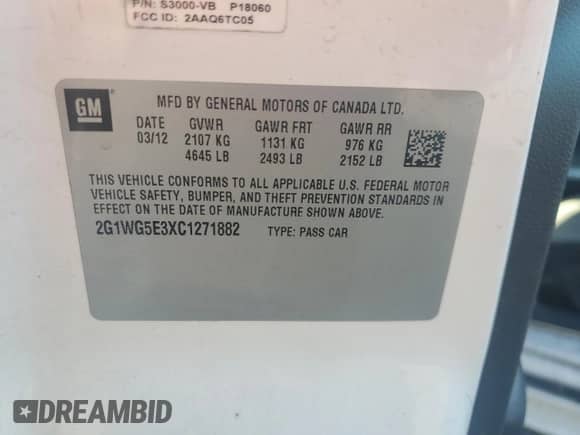 P/N: S3000-VB P18060
FCC ID: 2AAQ6TC05
GM
MFD BY GENERAL MOTORS OF CANADA LTD.
DATE GVWR GAWR FRT GAWR RR
03/12 2107 KG 1131 KG 976 KG
4645 LB 2493 LB 2152 LB
THIS VEHICLE CONFORMS TO ALL APPLICABLE U.S. FEDERAL MOTOR
VEHICLE SAFETY, BUMPER, AND THEFT PREVENTION STANDARDS IN
EFFECT ON THE DATE OF MANUFACTURE SHOWN ABOVE.
2G1WG5E3XC1271882 TYPE: PASS CAR
DREAMBID